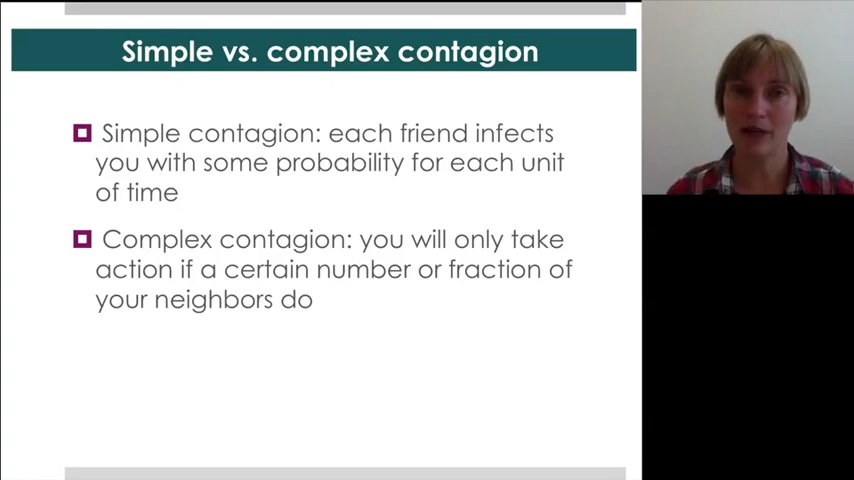 Simple vs. complex contagion
Simple contagion: each friend infects
you with some probability for each unit
of time
Complex contagion: you will only take
action if a certain number or fraction of
your neighbors do